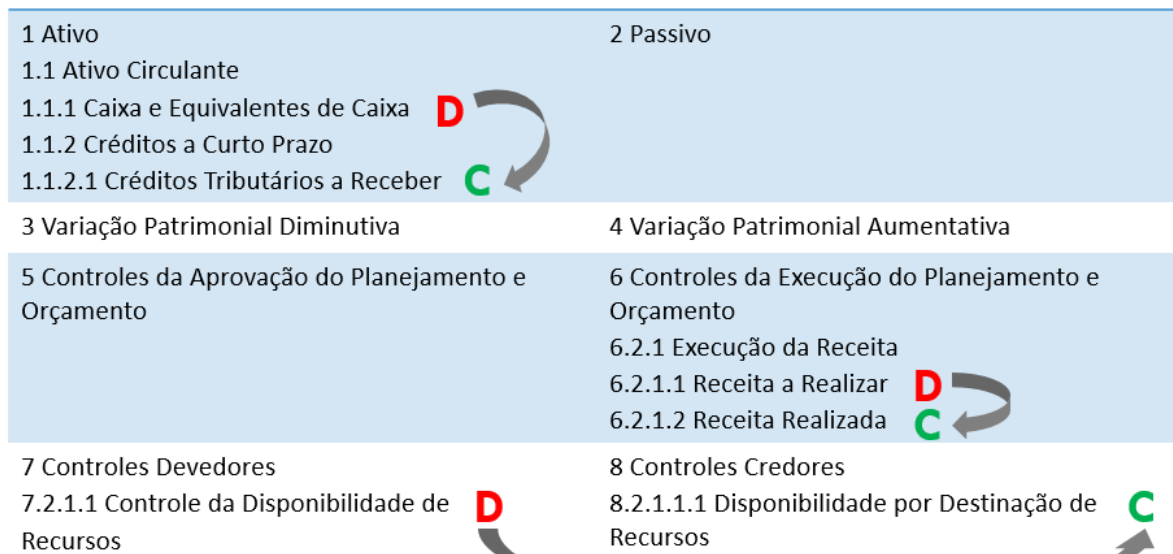 1 Ativo
1.1 Ativo Circulante
1.1.1 Caixa e Equivalentes de Caixa D
1.1.2 Créditos a Curto Prazo
1.1.2.1 Créditos Tributários a Receber C
2 Passivo
3 Variação Patrimonial Diminutiva
4 Variação Patrimonial Aumentativa
5 Controles da Aprovação do Planejamento e
Orçamento
6 Controles da Execução do Planejamento e
Orçamento
6.2.1 Execução da Receita
6.2.1.1 Receita a Realizar D
6.2.1.2 Receita Realizada C
7 Controles Devedores
7.2.1.1 Controle da Disponibilidade de D
Recursos
8 Controles Credores
8.2.1.1.1 Disponibilidade por Destinação de C
Recursos